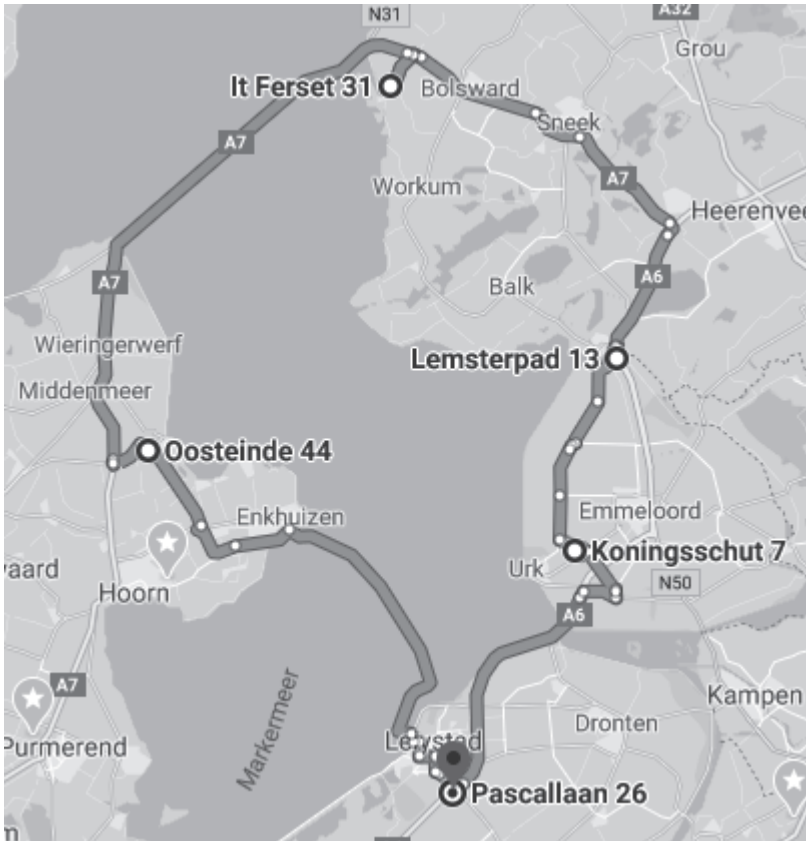 N31
A32
Grou
It Ferset 31
Bolsward
Sneek
A7
A7
Workum
Heerenvee
A7
A6
Balk
Wieringerwerf
Lemsterpad 13
Middenmeer
Oosteinde 44
Emmeloord
Enkhuizen
Koningsschut 7
Urk
vaard
Hoorn
N50
A6
A7
Kampen
Markermeer
Dronten
Purmerend
Lelystad
Pascallaan 26
m